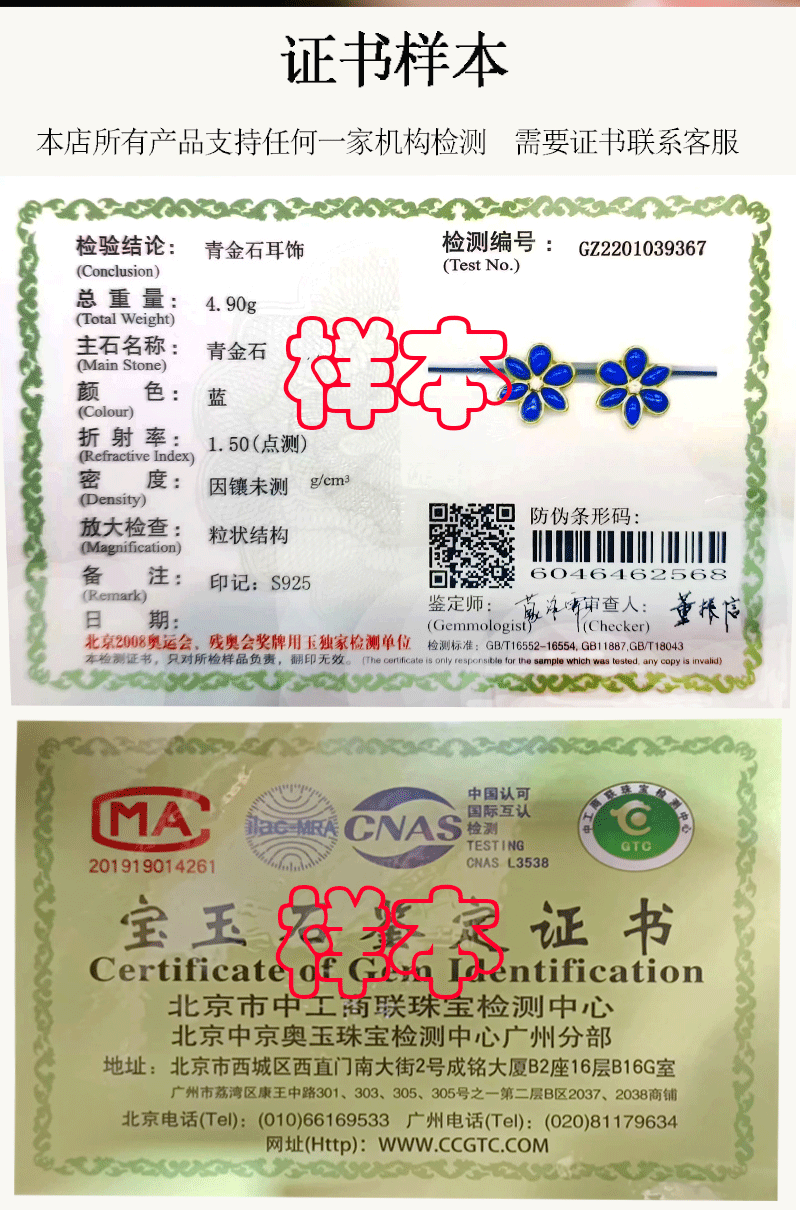 证书样本
本店所有产品支持任何一家机构检测 需要证书联系客服
检验结论： 青金石耳饰
(Conclusion)
检测编号： GZ2201039367
(Test No.)
总重量： 4.90g
(Total Weight)
主石名称： 青金石
(Main Stone)
样本
颜 色： 蓝
(Colour)
折射率： 1.50(点测)
(Refractive Index)
密 度： 因镶未测 g/cm³
(Density)
放大检查： 粒状结构
(Magnification)
备 注： 印记：S925
(Remark)
日 期：
防伪条形码：
6046462568
鉴定师： 审查人： 董振信
(Gemmologist) (Checker)
北京2008奥运会、残奥会奖牌用玉独家检测单位
检测标准：GB/T16552-16554, GB11887,GB/T18043
本检测证书，只对所检样品负责，翻印无效。 (The certificate is only responsible for the sample which was tested, any copy is invalid)
MA
201919014261
ilac-MRA
CNAS
中国认可
国际互认
检测
TESTING
CNAS L3538
中工商联珠宝检测中心
GTC
宝玉石鉴定证书
样本
Certificate of Gem Identification
北京市中工商联珠宝检测中心
北京中京奥玉珠宝检测中心广州分部
地址：北京市西城区西直门南大街2号成铭大厦B2座16层B16G室
广州市荔湾区康王中路301、303、305、305号之一第二层B区2037、2038商铺
北京电话(Tel)：(010)66169533 广州电话(Tel)：(020)81179634
网址(Http)：WWW.CCGTC.COM